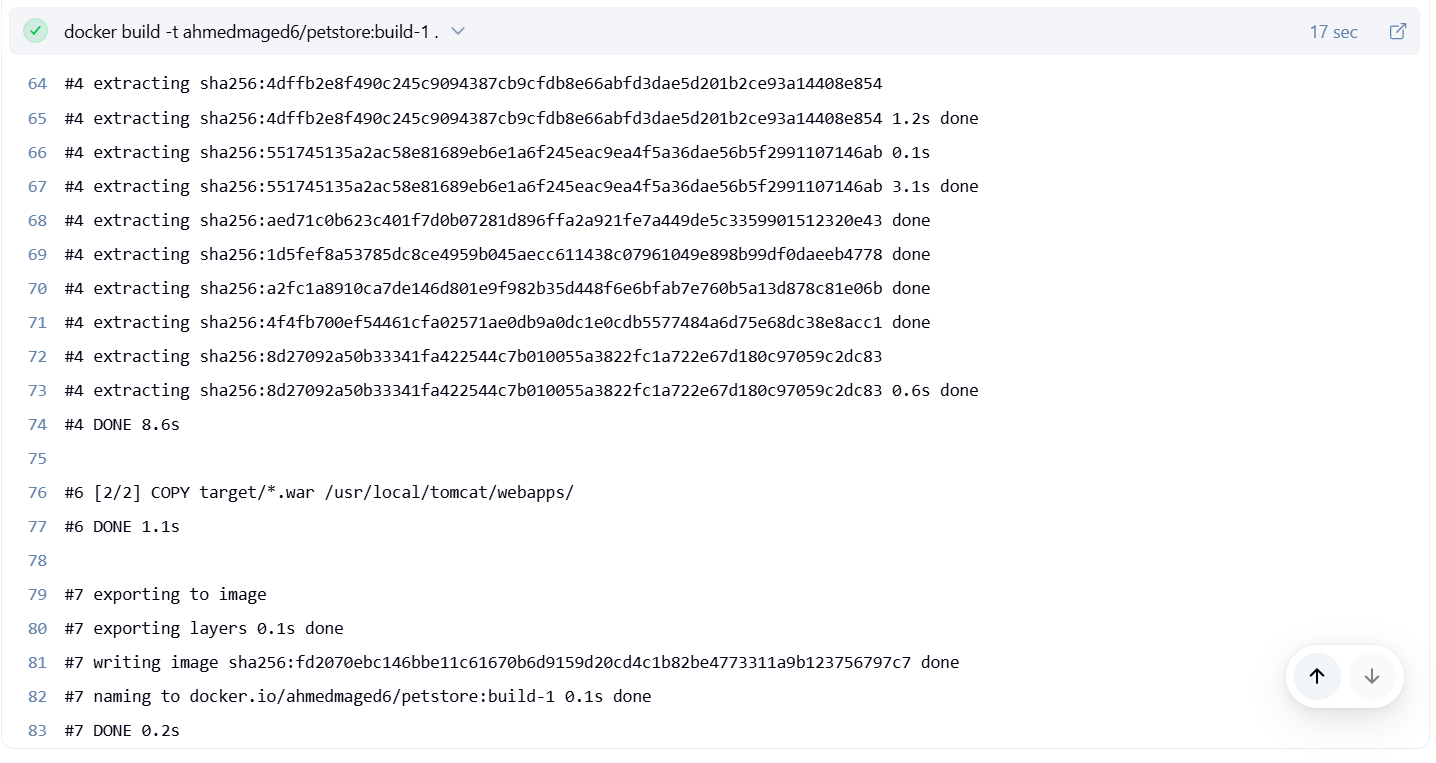 docker build -t ahmedmaged6/petstore:build-1 . 17 sec
64 #4 extracting sha256:4dffb2e8f490c245c9094387cb9cfdb8e66abfd3dae5d201b2ce93a14408e854
65 #4 extracting sha256:4dffb2e8f490c245c9094387cb9cfdb8e66abfd3dae5d201b2ce93a14408e854 1.2s done
66 #4 extracting sha256:551745135a2ac58e81689eb6e1a6f245eac9ea4f5a36dae56b5f2991107146ab 0.1s
67 #4 extracting sha256:551745135a2ac58e81689eb6e1a6f245eac9ea4f5a36dae56b5f2991107146ab 3.1s done
68 #4 extracting sha256:aed71c0b623c401f7d0b07281d896ffa2a921fe7a449de5c3359901512320e43 done
69 #4 extracting sha256:1d5fef8a53785dc8ce4959b045aecc611438c07961049e898b99df0daeeb4778 done
70 #4 extracting sha256:a2fc1a8910ca7de146d801e9f982b35d448f6e6bfab7e760b5a13d878c81e06b done
71 #4 extracting sha256:4f4fb700ef54461cfa02571ae0db9a0dc1e0cdb5577484a6d75e68dc38e8acc1 done
72 #4 extracting sha256:8d27092a50b33341fa422544c7b010055a3822fc1a722e67d180c97059c2dc83
73 #4 extracting sha256:8d27092a50b33341fa422544c7b010055a3822fc1a722e67d180c97059c2dc83 0.6s done
74 #4 DONE 8.6s
75
76 #6 [2/2] COPY target/*.war /usr/local/tomcat/webapps/
77 #6 DONE 1.1s
78
79 #7 exporting to image
80 #7 exporting layers 0.1s done
81 #7 writing image sha256:fd2070ebc146bbe11c61670b6d9159d20cd4c1b82be4773311a9b123756797c7 done
82 #7 naming to docker.io/ahmedmaged6/petstore:build-1 0.1s done
83 #7 DONE 0.2s